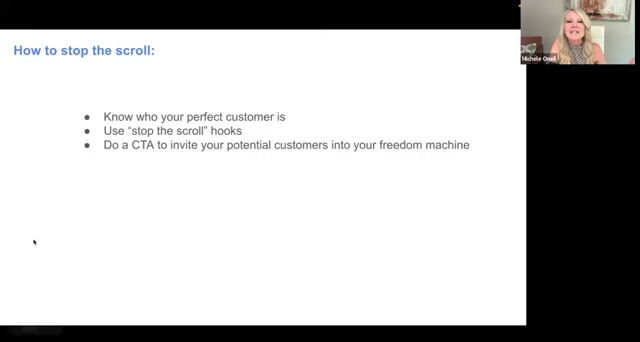 How to stop the scroll:
● Know who your perfect customer is
● Use “stop the scroll” hooks
● Do a CTA to invite your potential customers into your freedom machine
Michele Oneil